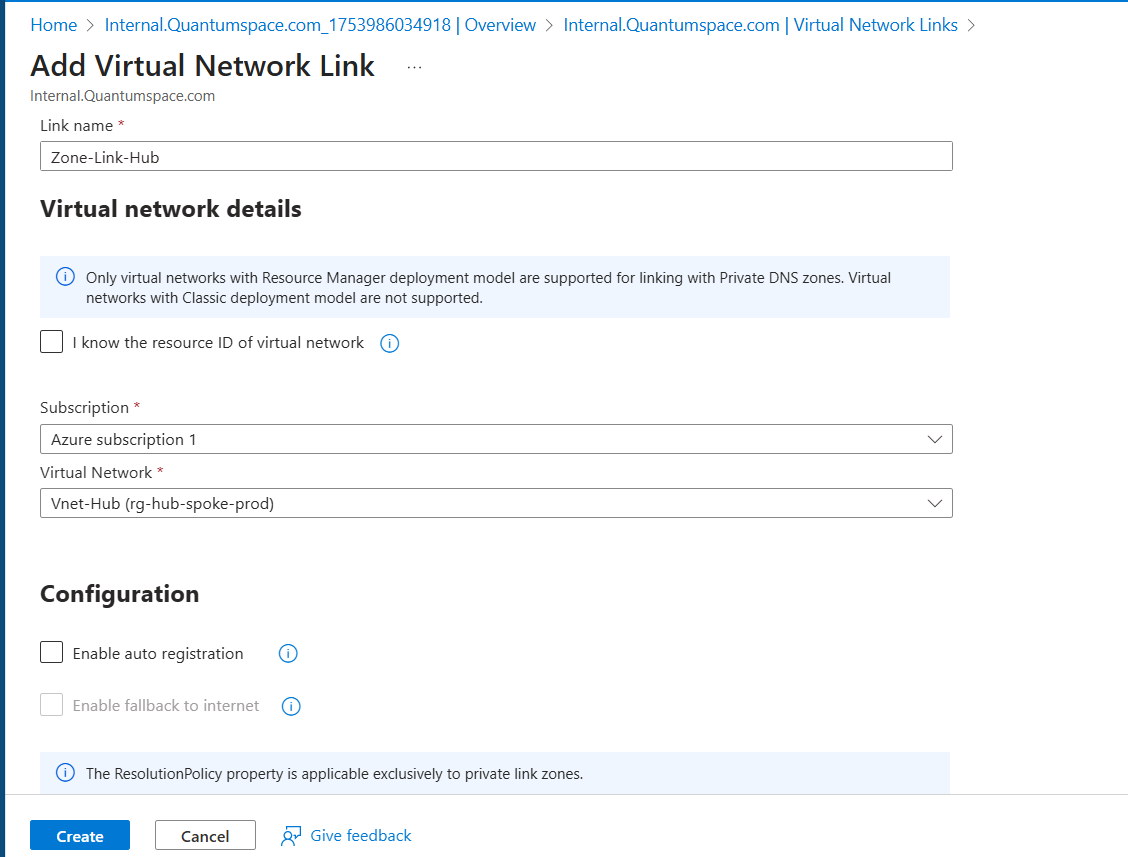 Home > Internal.Quantumspace.com_1753986034918 | Overview > Internal.Quantumspace.com | Virtual Network Links >
Add Virtual Network Link ...
Internal.Quantumspace.com
Link name *
Zone-Link-Hub
Virtual network details
Only virtual networks with Resource Manager deployment model are supported for linking with Private DNS zones. Virtual
networks with Classic deployment model are not supported.
I know the resource ID of virtual network
Subscription *
Azure subscription 1
Virtual Network *
Vnet-Hub (rg-hub-spoke-prod)
Configuration
Enable auto registration
Enable fallback to internet
The ResolutionPolicy property is applicable exclusively to private link zones.
Create Cancel Give feedback